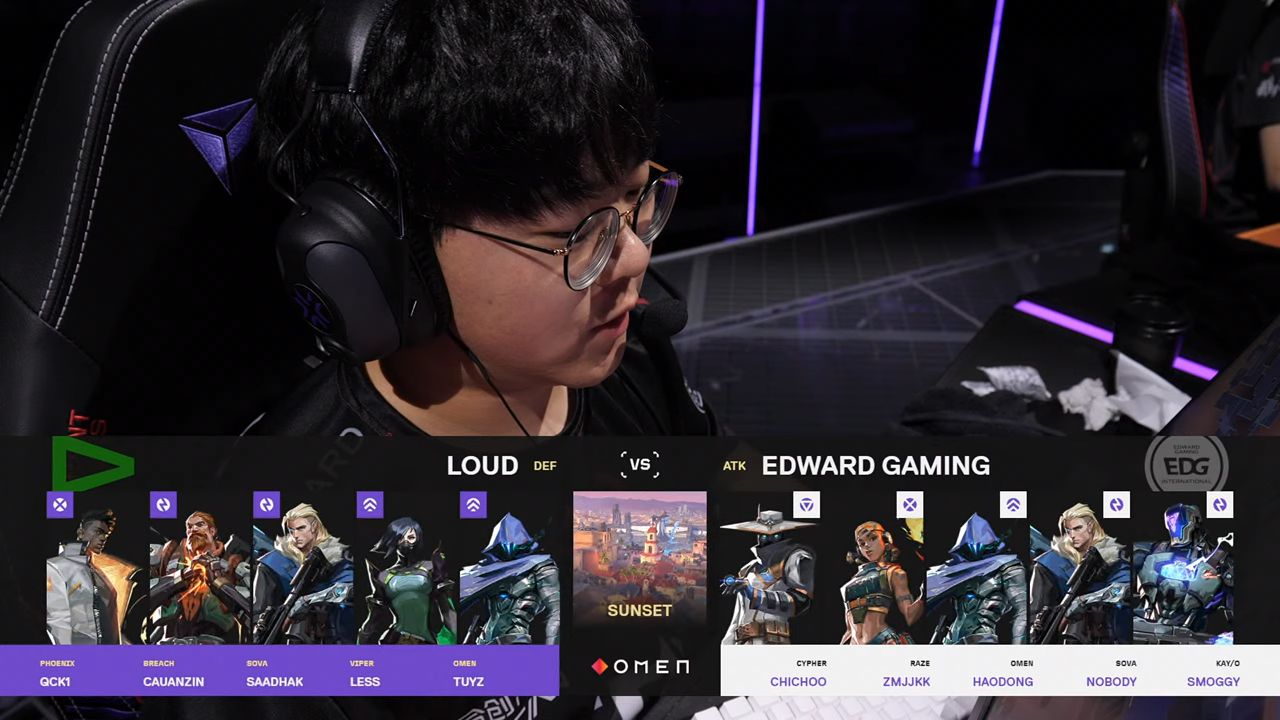 LOUD DEF
VS
ATK EDWARD GAMING
EDWARD GAMING
EDG
INTERNATIONAL
PHOENIX
QCK1
BREACH
CAUANZIN
SOVA
SAADHAK
VIPER
LESS
OMEN
TUYZ
SUNSET
OMEN
CYPHER
CHICHOO
RAZE
ZMJJKK
OMEN
HAODONG
SOVA
NOBODY
KAY/O
SMOGGY